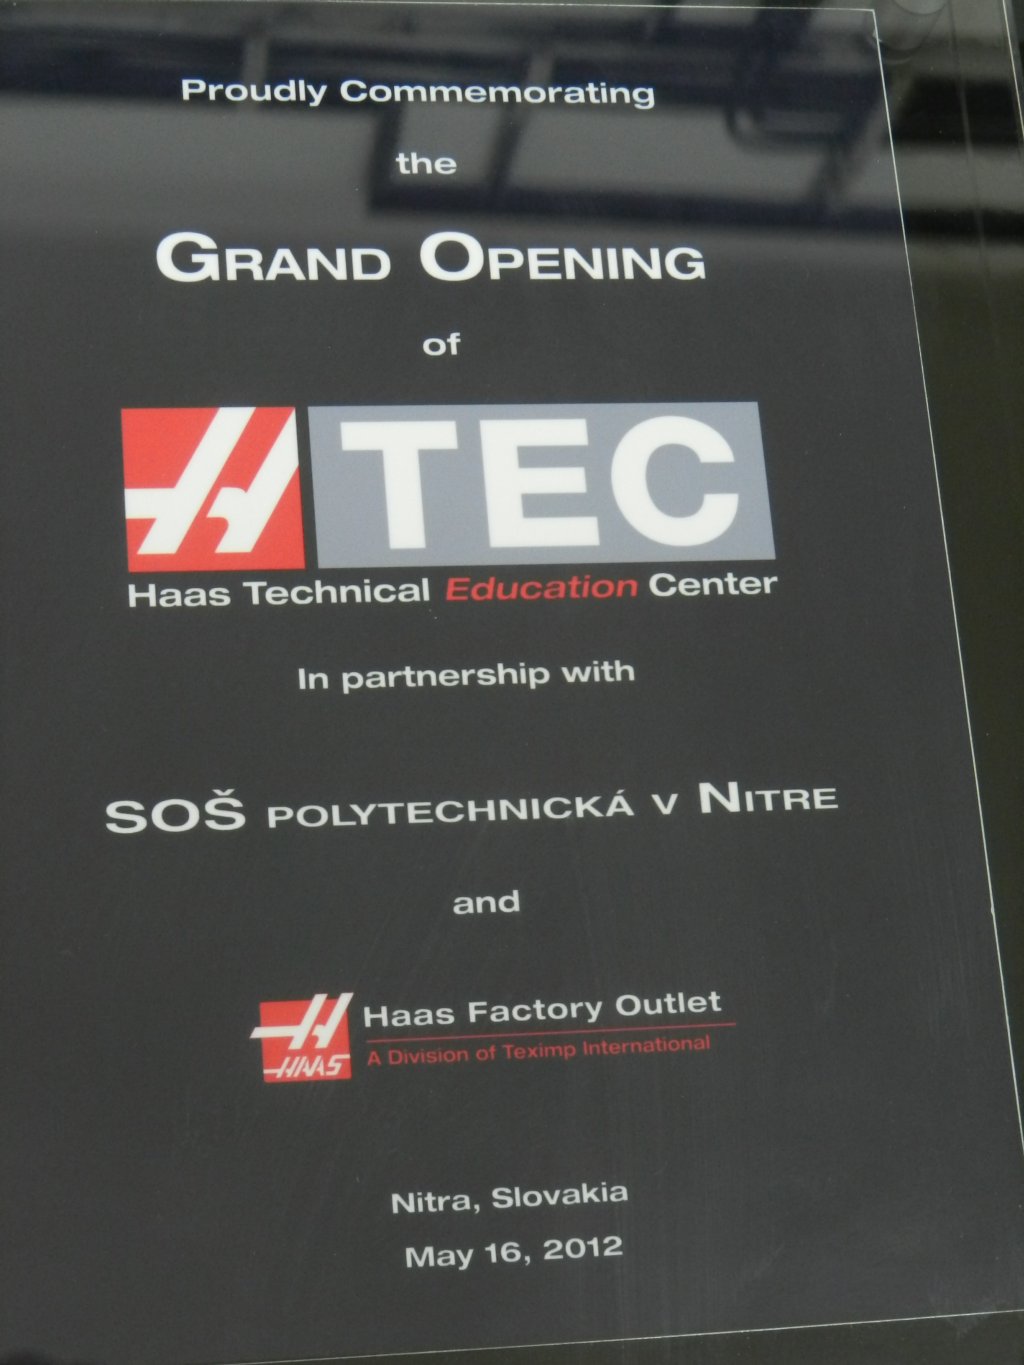 Proudly Commemorating
the
GRAND OPENING
of
H TEC
Haas Technical Education Center
In partnership with
SOŠ POLYTECHNICKÁ V NITRE
and
Haas Factory Outlet
HAAS A Division of Teximp International
Nitra, Slovakia
May 16, 2012